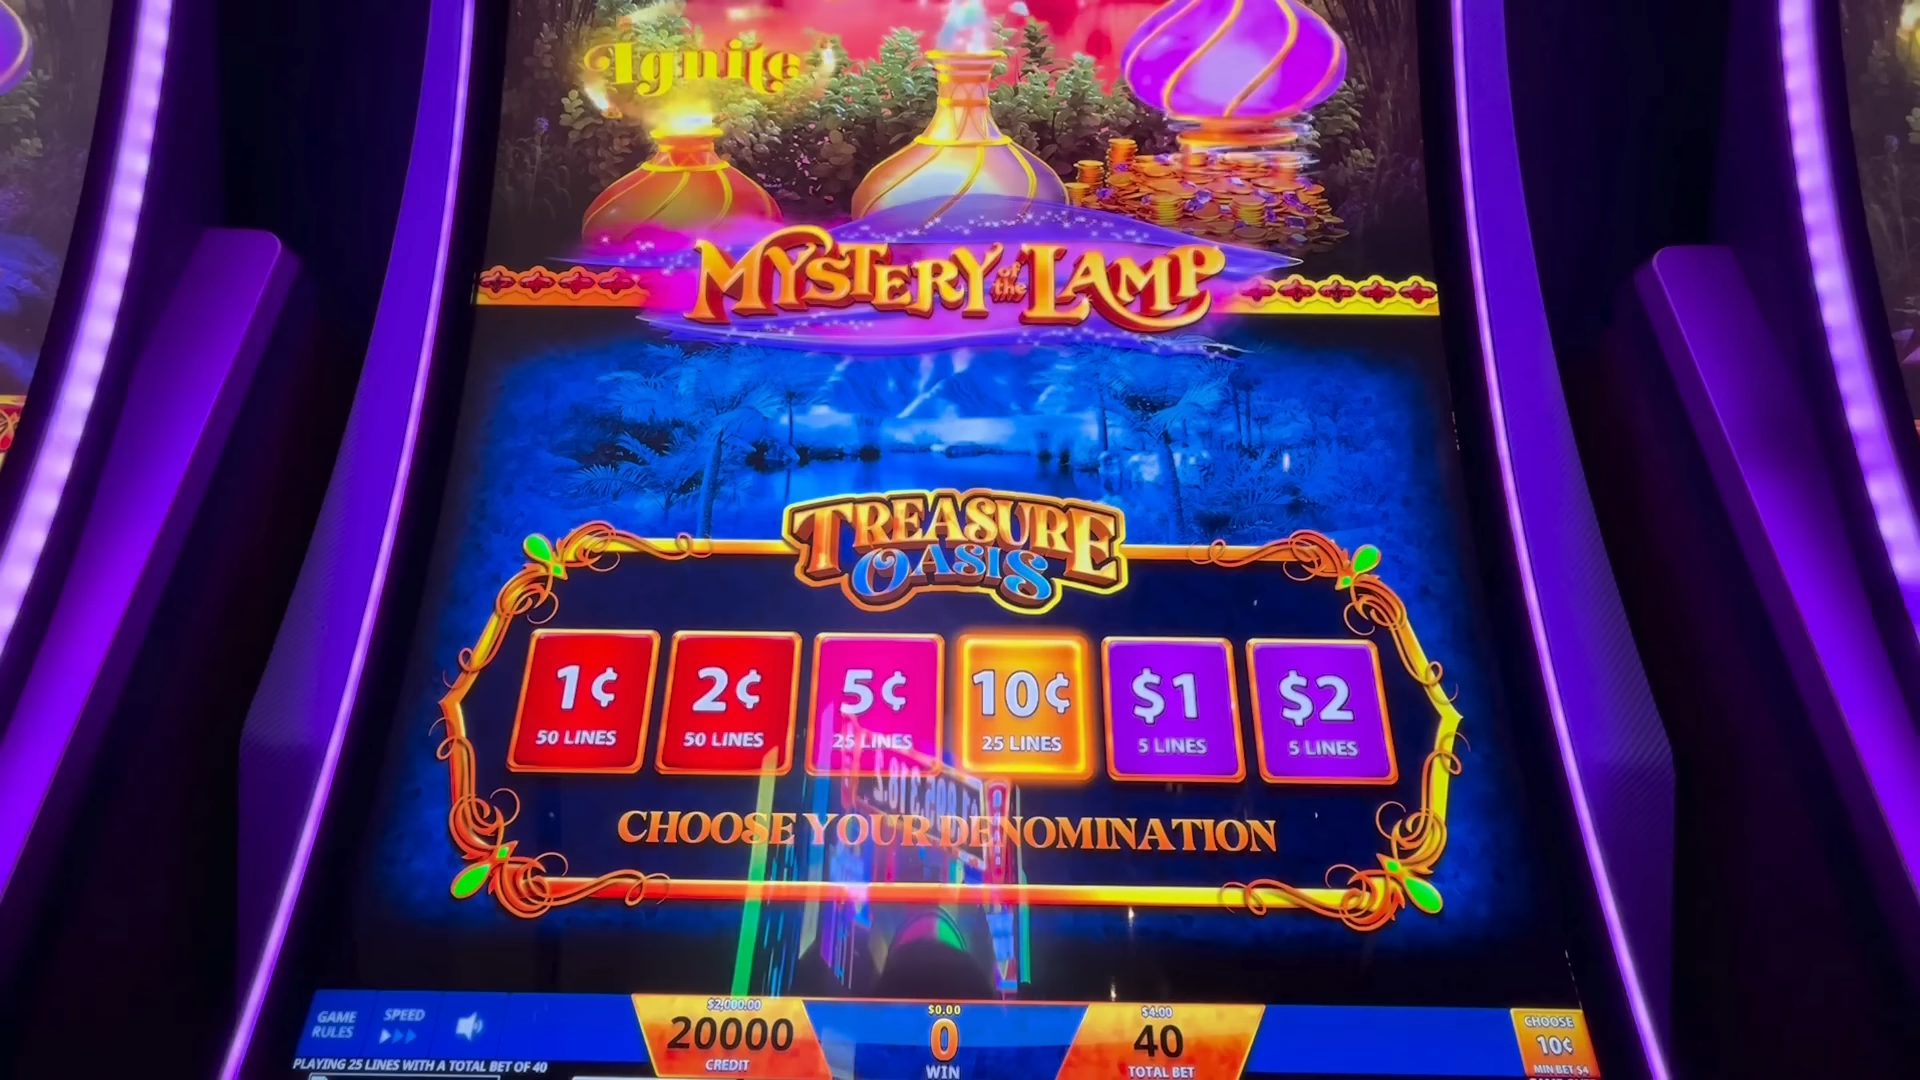 Ignite
MYSTERY of the LAMP
TREASURE
OASIS
1¢ 2¢ 5¢ 10¢ $1 $2
50 LINES 50 LINES 25 LINES 25 LINES 5 LINES 5 LINES
CHOOSE YOUR DENOMINATION
GAME RULES
SPEED
$2,000.00
20000
CREDIT
$0.00
0
WIN
$4.00
40
TOTAL BET
CHOOSE
10¢
MIN BET $4
PLAYING 25 LINES WITH A TOTAL BET OF 40